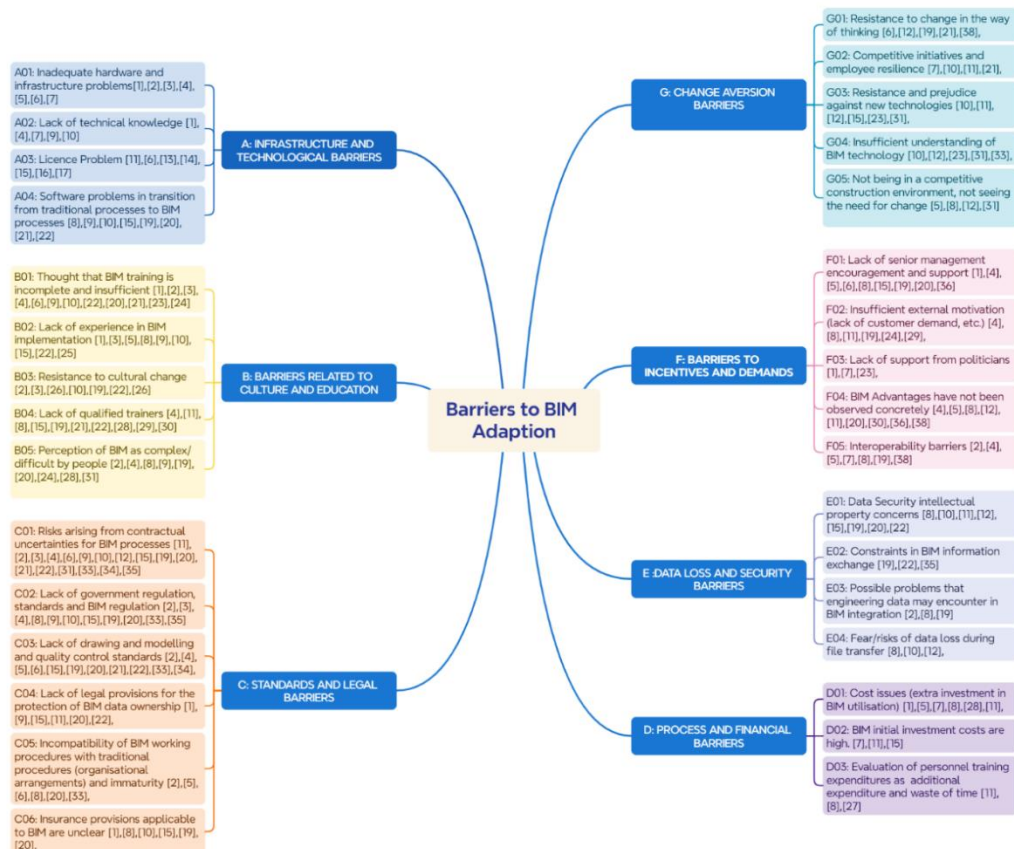 Barriers to BIM
Adaption
A: INFRASTRUCTURE AND
TECHNOLOGICAL BARRIERS
A01: Inadequate hardware and
infrastructure problems[1],[2],[3],[4],
[5],[6],[7]
A02: Lack of technical knowledge [1],
[4],[7],[9],[10]
A03: Licence Problem [11],[6],[13],[14],
[15],[16],[17]
A04: Software problems in transition
from traditional processes to BIM
processes [8],[9],[10],[15],[19],[20],
[21],[22]
B: BARRIERS RELATED TO
CULTURE AND EDUCATION
B01: Thought that BIM training is
incomplete and insufficient [1],[2],[3],
[4],[6],[9],[10],[22],[20],[21],[23],[24]
B02: Lack of experience in BIM
implementation [1],[3],[5],[8],[9],[10],
[15],[22],[25]
B03: Resistance to cultural change
[2],[3],[26],[10],[19],[22],[26]
B04: Lack of qualified trainers [4],[11],
[8],[15],[19],[21],[22],[28],[29],[30]
B05: Perception of BIM as complex/
difficult by people [2],[4],[8],[9],[19],
[20],[24],[28],[31]
C: STANDARDS AND LEGAL
BARRIERS
C01: Risks arising from contractual
uncertainties for BIM processes [11],
[2],[3],[4],[6],[9],[10],[12],[15],[19],[20],
[21],[22],[31],[33],[34],[35]
C02: Lack of government regulation,
standards and BIM regulation [2],[3],
[4],[8],[9],[10],[15],[19],[20],[33],[35]
C03: Lack of drawing and modelling
and quality control standards [2],[4],
[5],[6],[15],[19],[20],[21],[22],[33],[34],
C04: Lack of legal provisions for the
protection of BIM data ownership [1],
[9],[15],[11],[20],[22],
C05: Incompatibility of BIM working
procedures with traditional
procedures (organisational
arrangements) and immaturity [2],[5],
[6],[8],[20],[33],
C06: Insurance provisions applicable
to BIM are unclear [1],[8],[10],[15],[19],
[20],
G: CHANGE AVERSION
BARRIERS
G01: Resistance to change in the way
of thinking [6],[12],[19],[21],[38],
G02: Competitive initiatives and
employee resilience [7],[10],[11],[21],
G03: Resistance and prejudice
against new technologies [10],[11],
[12],[15],[23],[31],
G04: Insufficient understanding of
BIM technology [10],[12],[23],[31],[33],
G05: Not being in a competitive
construction environment, not seeing
the need for change [5],[8],[12],[31]
F: BARRIERS TO
INCENTIVES AND DEMANDS
F01: Lack of senior management
encouragement and support [1],[4],
[5],[6],[8],[15],[19],[20],[36]
F02: Insufficient external motivation
(lack of customer demand, etc.) [4],
[8],[11],[19],[24],[29],
F03: Lack of support from politicians
[1],[7],[23],
F04: BIM Advantages have not been
observed concretely [4],[5],[8],[12],
[11],[20],[30],[36],[38]
F05: Interoperability barriers [2],[4],
[5],[7],[8],[19],[38]
E :DATA LOSS AND SECURITY
BARRIERS
E01: Data Security intellectual
property concerns [8],[10],[11],[12],
[15],[19],[20],[22]
E02: Constraints in BIM information
exchange [19],[22],[35]
E03: Possible problems that
engineering data may encounter in
BIM integration [2],[8],[19]
E04: Fear/risks of data loss during
file transfer [8],[10],[12],
D: PROCESS AND FINANCIAL
BARRIERS
D01: Cost issues (extra investment in
BIM utilisation) [1],[5],[7],[8],[28],[11],
D02: BIM initial investment costs are
high. [7],[11],[15]
D03: Evaluation of personnel training
expenditures as additional
expenditure and waste of time [11],
[8],[27]